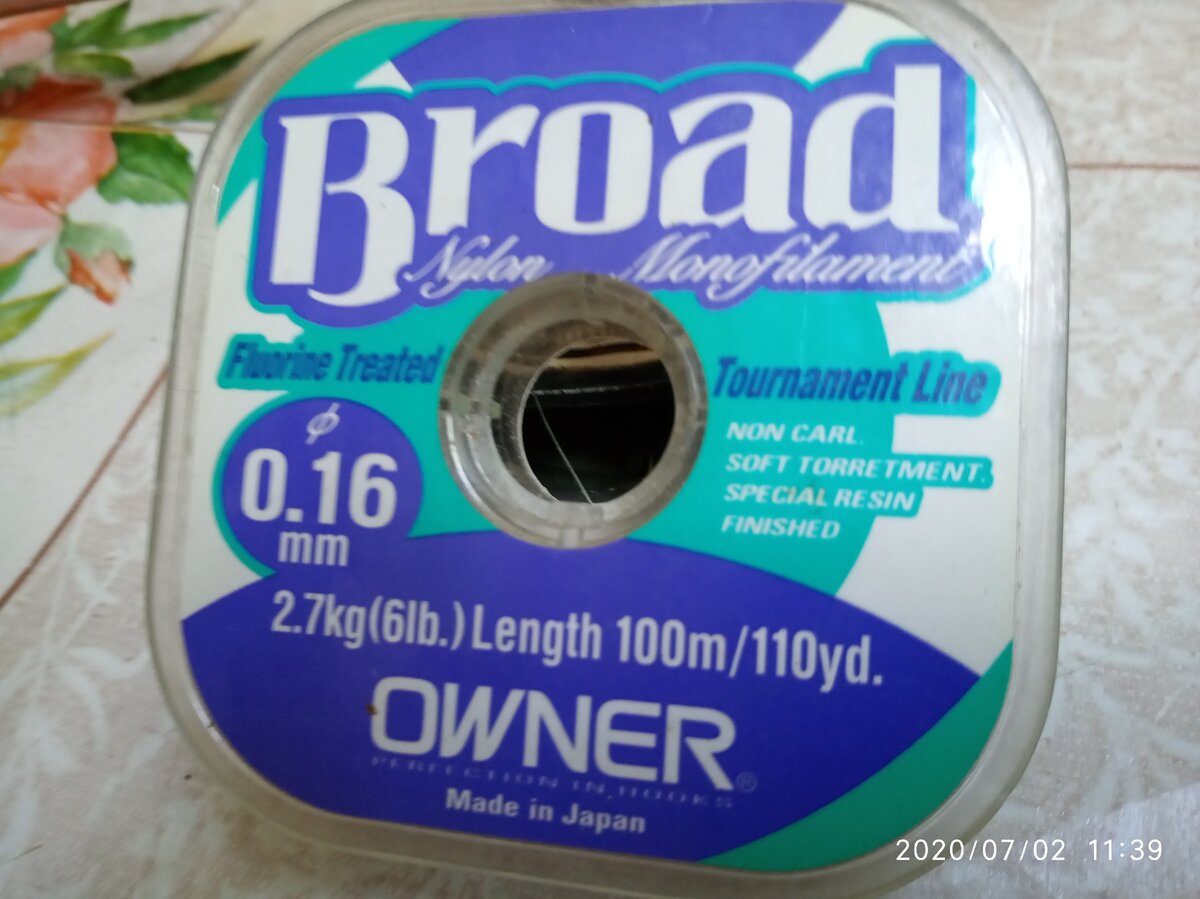 Broad
Nylon Monofilament
Fluorine Treated
Tournament Line
NON CARL.
SOFT TORRETMENT.
SPECIAL RESIN
FINISHED
ϕ
0.16
mm
2.7kg(6lb.) Length 100m/110yd.
OWNER®
PERFECTION IN HOOKS
Made in Japan
2020/07/02 11:39